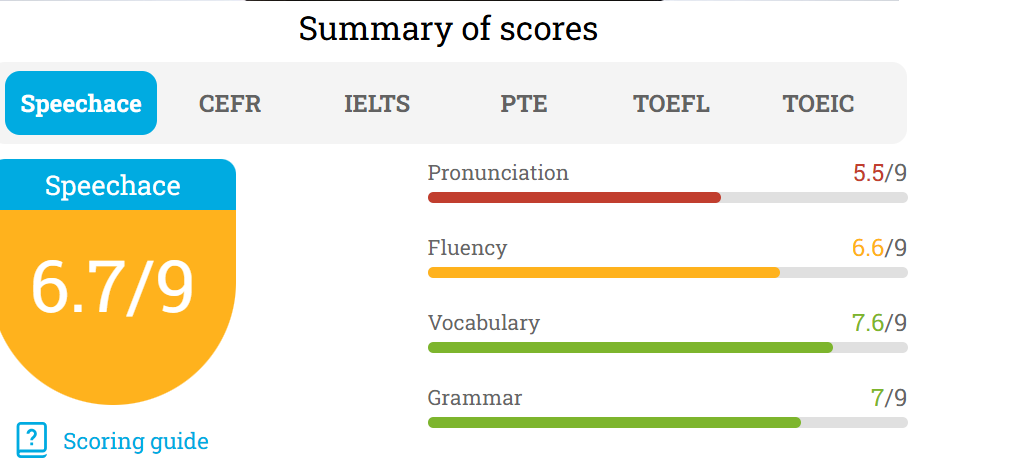 Summary of scores
Speechace CEFR IELTS PTE TOEFL TOEIC
Speechace
6.7/9
Scoring guide
Pronunciation 5.5/9
Fluency 6.6/9
Vocabulary 7.6/9
Grammar 7/9